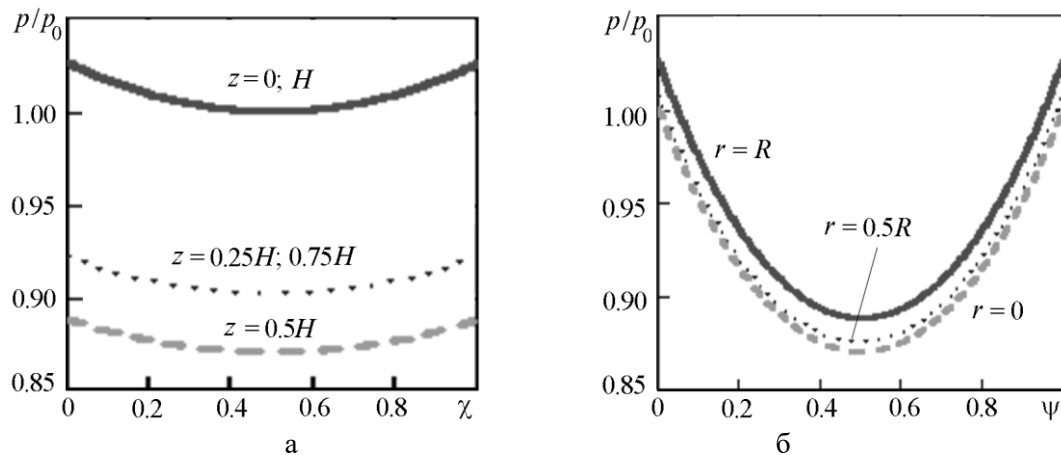 p/p₀
1.00
0.95
0.90
0.85
z = 0; H
z = 0.25H; 0.75H
z = 0.5H
0 0.2 0.4 0.6 0.8 χ
а
p/p₀
1.00
0.95
0.90
0.85
r = R
r = 0.5R
r = 0
0 0.2 0.4 0.6 0.8 ψ
б